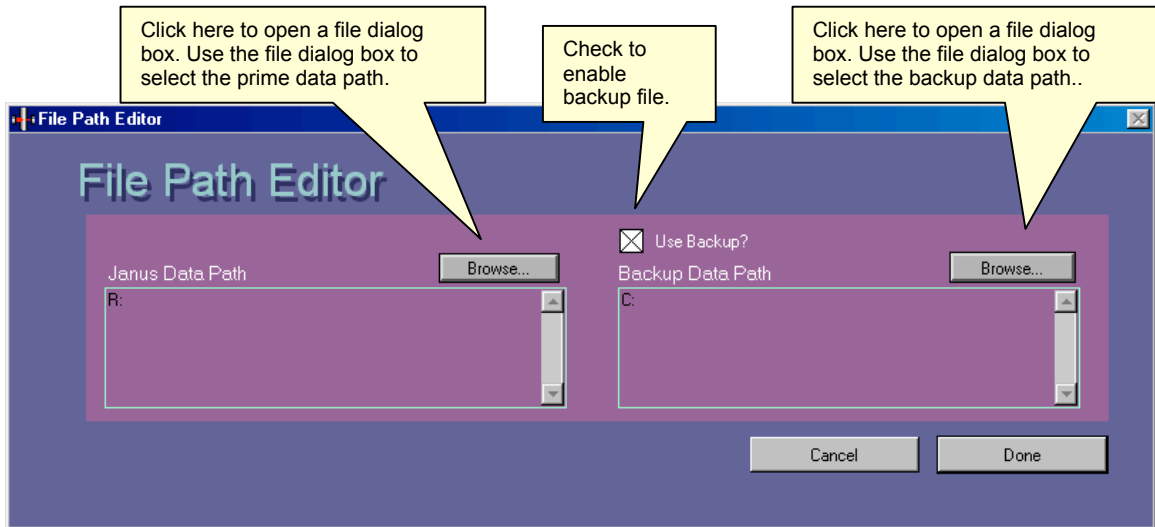 Click here to open a file dialog
box. Use the file dialog box to
select the prime data path.
Check to
enable
backup file.
Click here to open a file dialog
box. Use the file dialog box to
select the backup data path..
File Path Editor
File Path Editor
Use Backup?
Janus Data Path
Browse...
Backup Data Path
Browse...
R:
C:
Cancel
Done